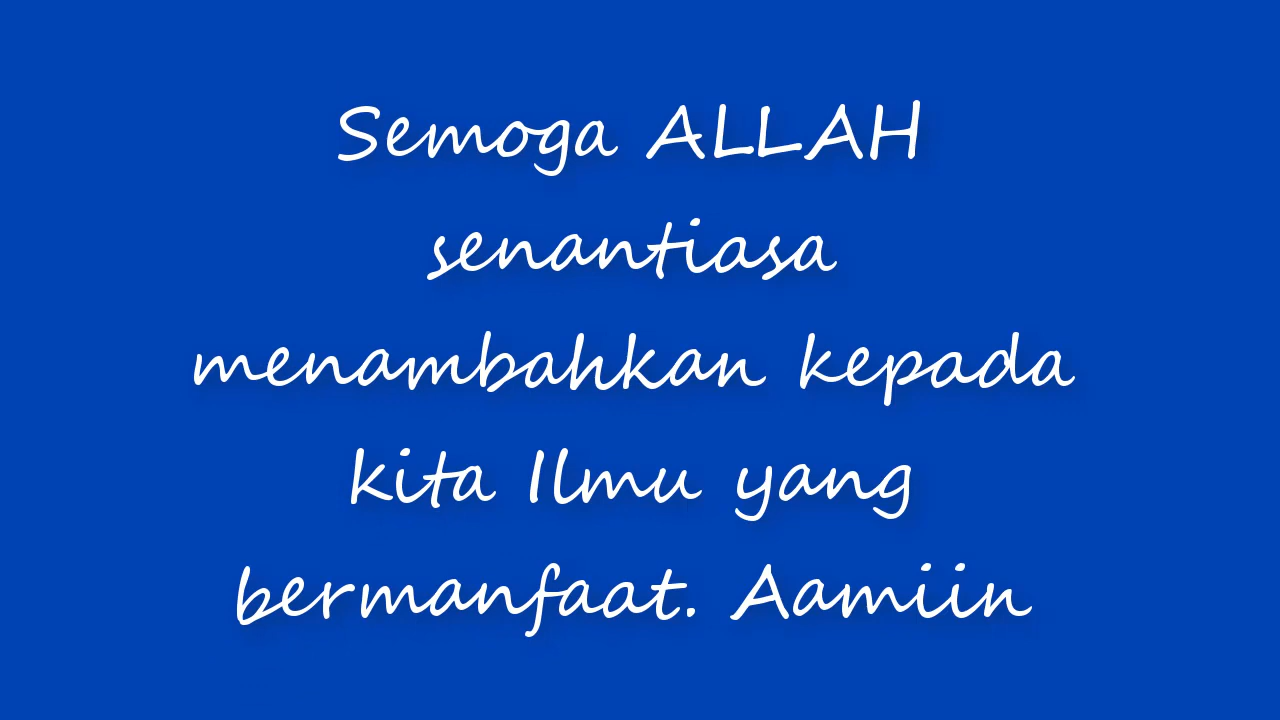 Semoga ALLAH
senantiasa
menambahkan kepada
kita Ilmu yang
bermanfaat. Aamiin